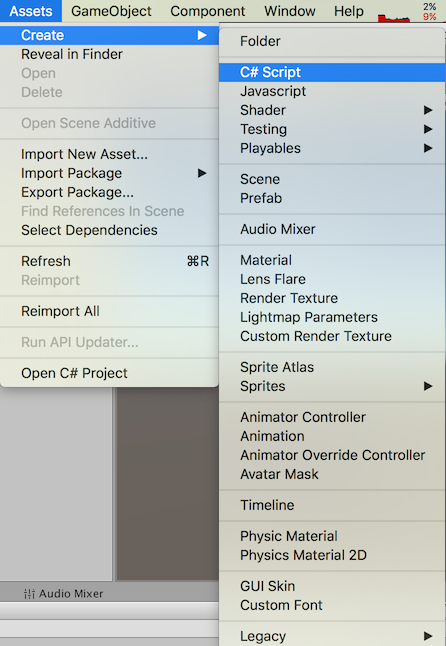 Assets GameObject Component Window Help 2% 9%
Create
Reveal in Finder
Open
Delete
Open Scene Additive
Import New Asset...
Import Package
Export Package...
Find References In Scene
Select Dependencies
Refresh ⌘R
Reimport
Reimport All
Run API Updater...
Open C# Project
Folder
C# Script
Javascript
Shader
Testing
Playables
Scene
Prefab
Audio Mixer
Material
Lens Flare
Render Texture
Lightmap Parameters
Custom Render Texture
Sprite Atlas
Sprites
Animator Controller
Animation
Animator Override Controller
Avatar Mask
Timeline
Physic Material
Physics Material 2D
GUI Skin
Custom Font
Legacy
Audio Mixer